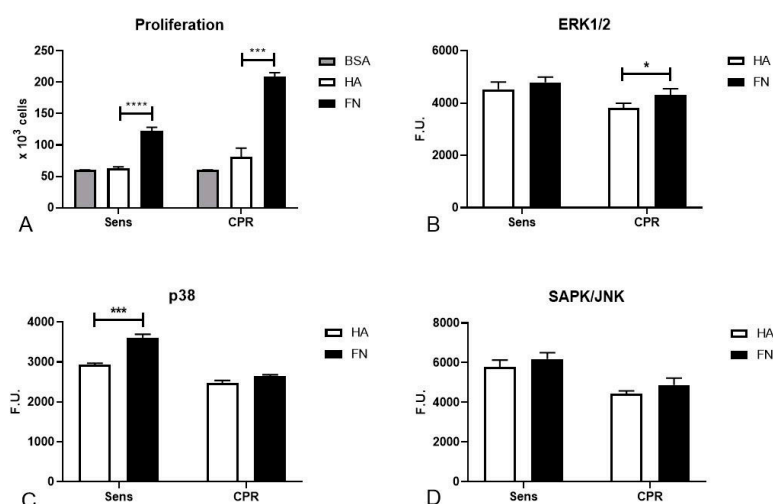 Proliferation
250
200
150
100
50
0
x 10³ cells
****
***
BSA
HA
FN
Sens
CPR
A
ERK1/2
6000
4000
2000
0
F.U.
*
HA
FN
Sens
CPR
B
p38
4000
3000
2000
1000
0
F.U.
***
HA
FN
Sens
CPR
C
SAPK/JNK
8000
6000
4000
2000
0
F.U.
HA
FN
Sens
CPR
D